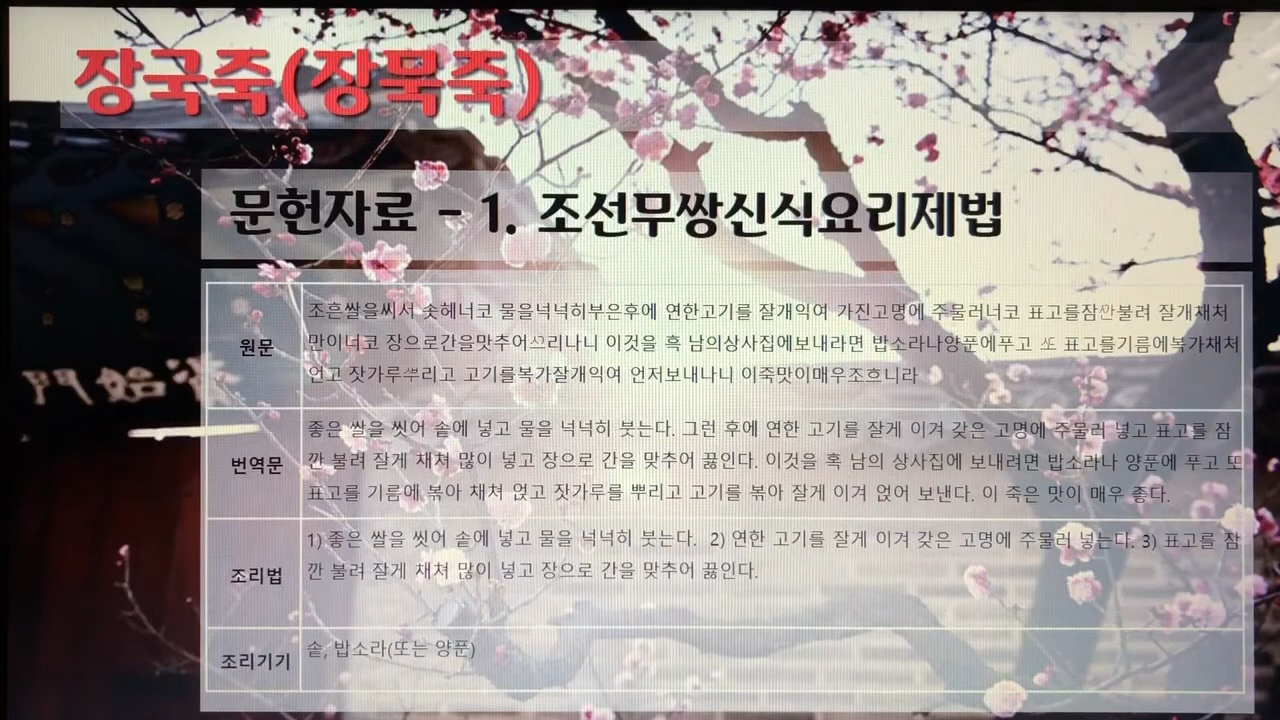 장국죽(장묵죽)
문헌자료 - 1. 조선무쌍신식요리제법
원문
조흔쌀을씨서 솟헤너코 물을넉넉히부은후에 연한고기를 잘개익여 가진고명에 주물러너코 표고를잠ᄭᅡᆫ불려 잘개채처
만이너코 장으로간을맞추어ᄭᅳ리나니 이것을 혹 남의상사집에보내라면 밥소라나양푼에푸고 ᄯᅩ 표고를기름에복가채처
언고 잣가루ᄲᅮ리고 고기를복가잘개익여 언저보내나니 이죽맛이매우조흐니라
번역문
좋은 쌀을 씻어 솥에 넣고 물을 넉넉히 붓는다. 그런 후에 연한 고기를 잘게 이겨 갖은 고명에 주물러 넣고 표고를 잠
깐 불려 잘게 채쳐 많이 넣고 장으로 간을 맞추어 끓인다. 이것을 혹 남의 상사집에 보내려면 밥소라나 양푼에 푸고 또
표고를 기름에 볶아 채쳐 얹고 잣가루를 뿌리고 고기를 볶아 잘게 이겨 얹어 보낸다. 이 죽은 맛이 매우 좋다.
조리법
1) 좋은 쌀을 씻어 솥에 넣고 물을 넉넉히 붓는다. 2) 연한 고기를 잘게 이겨 갖은 고명에 주물러 넣는다. 3) 표고를 잠
깐 불려 잘게 채쳐 많이 넣고 장으로 간을 맞추어 끓인다.
조리기기
솥, 밥소라(또는 양푼)